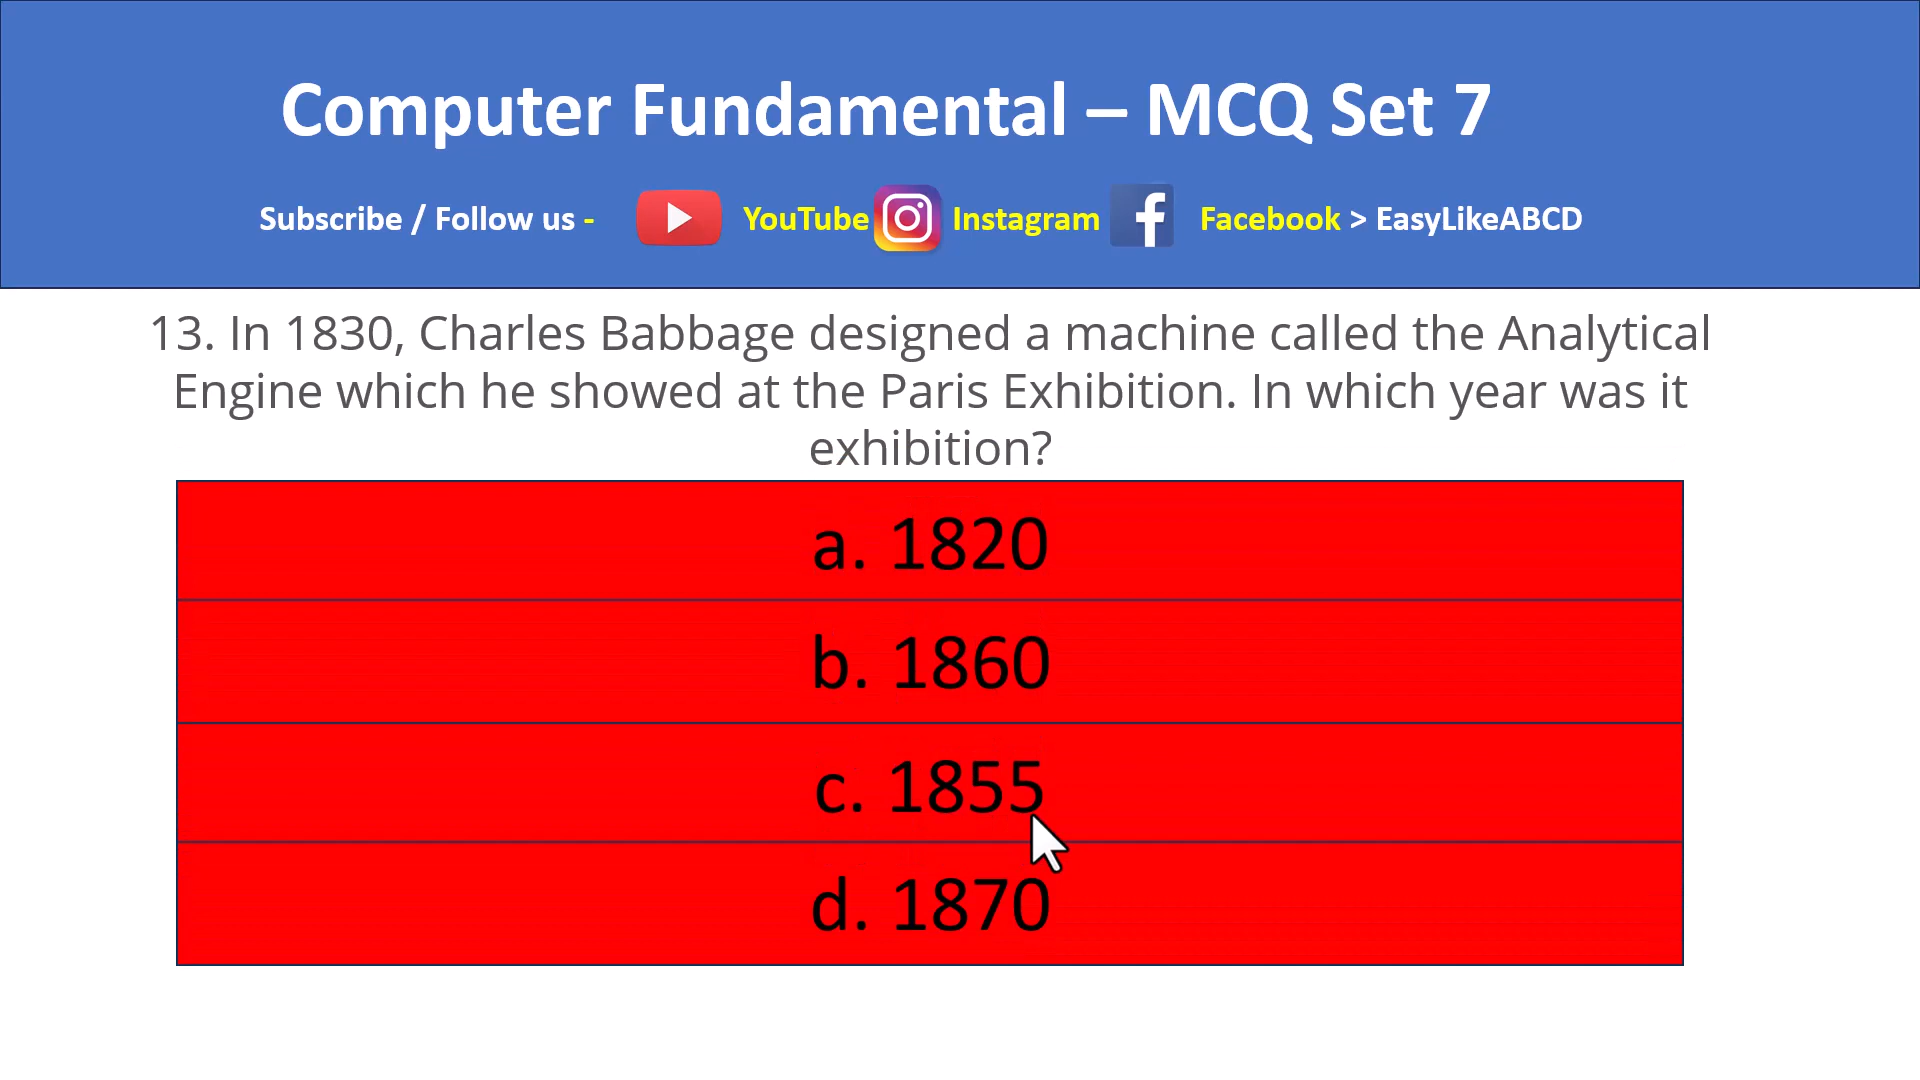 Computer Fundamental – MCQ Set 7
Subscribe / Follow us - YouTube Instagram Facebook > EasyLikeABCD
13. In 1830, Charles Babbage designed a machine called the Analytical
Engine which he showed at the Paris Exhibition. In which year was it
exhibition?
a. 1820
b. 1860
c. 1855
d. 1870